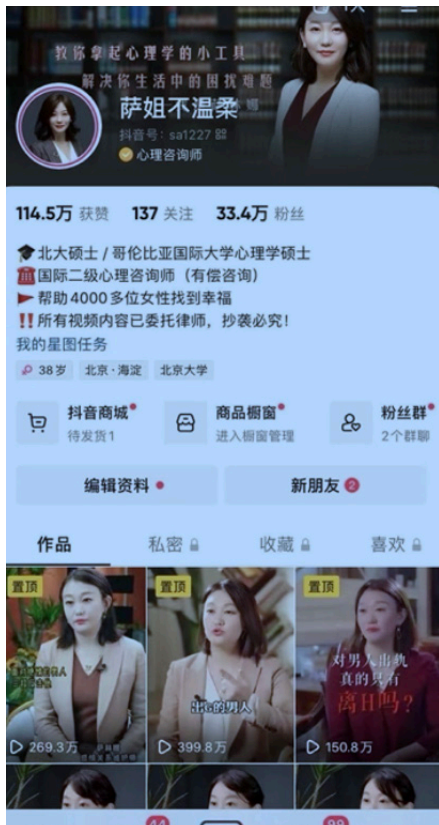 教你拿起心理学的小工具
解决你生活中的困扰难题
萨姐不温柔
抖音号：sa1227
心理咨询师
114.5万 获赞 137 关注 33.4万 粉丝
北大硕士 / 哥伦比亚国际大学心理学硕士
国际二级心理咨询师（有偿咨询）
帮助4000多位女性找到幸福
所有视频内容已委托律师，抄袭必究！
我的星图任务
38岁 北京·海淀 北京大学
抖音商城 商品橱窗 粉丝群
待发货1 进入橱窗管理 2个群聊
编辑资料 新朋友 2
作品 私密 收藏 喜欢
置顶 置顶 置顶
对男人出轨
真的只有
离日吗？
的男人
269.3万 399.8万 150.8万
44 99